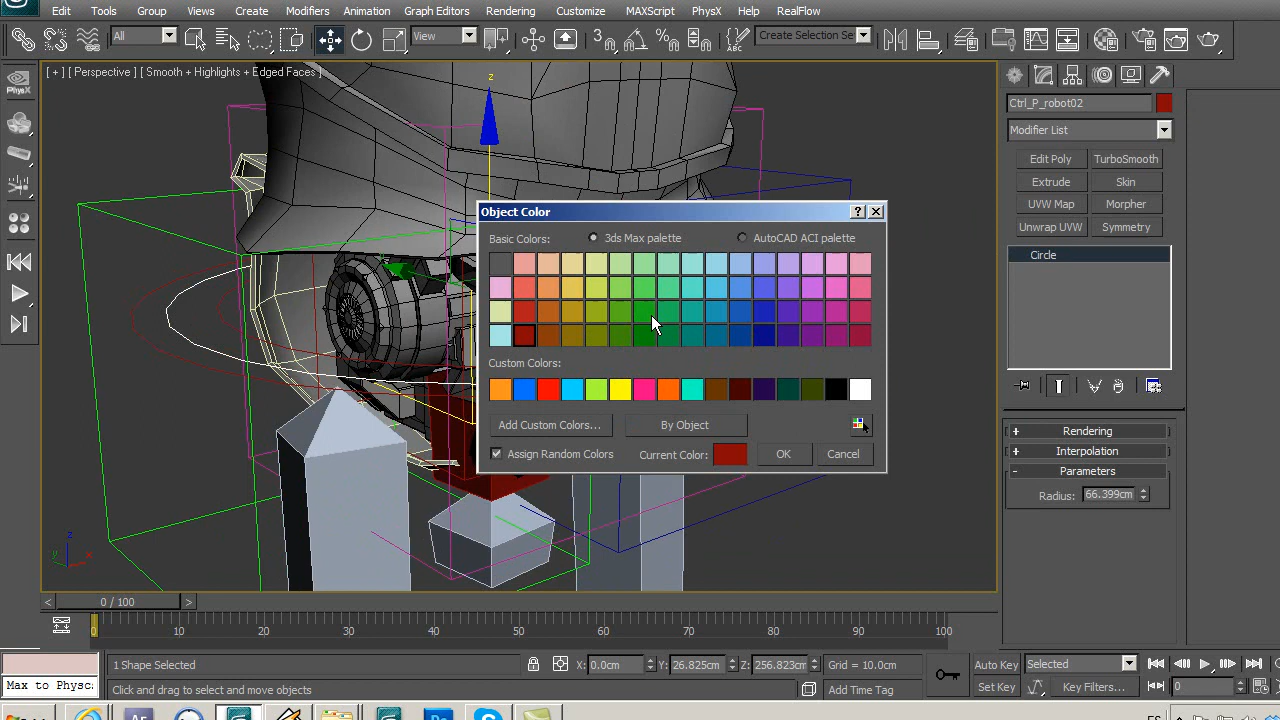 Edit Tools Group Views Create Modifiers Animation Graph Editors Rendering Customize MAXScript PhysX Help RealFlow
All View 3 Create Selection Se
[ + ] [ Perspective ] [ Smooth + Highlights + Edged Faces ]
PhysX
z
Ctrl_P_robot02
Modifier List
Edit Poly TurboSmooth
Extrude Skin
UVW Map Morpher
Unwrap UVW Symmetry
Circle
Object Color
Basic Colors: 3ds Max palette AutoCAD ACI palette
Custom Colors:
Add Custom Colors... By Object
Assign Random Colors Current Color: OK Cancel
Rendering
Interpolation
Parameters
Radius: 66.399cm
z
y x
< 0 / 100 >
0 10 20 30 40 50 60 70 80 90 100
1 Shape Selected X: 0.0cm Y: 26.825cm Z: 256.823cm Grid = 10.0cm Auto Key Selected
Max to Physc: Click and drag to select and move objects Add Time Tag Set Key Key Filters... 0
ES